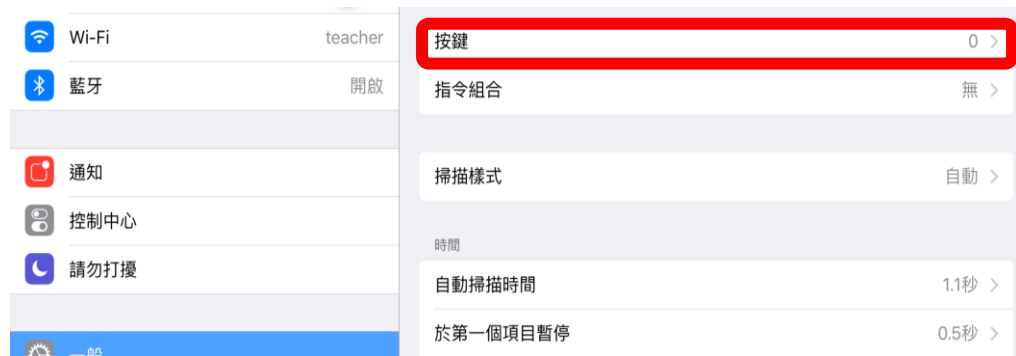 Wi-Fi teacher
藍牙 開啟
通知
控制中心
請勿打擾
一般
按鍵 0
指令組合 無
掃描樣式 自動
時間
自動掃描時間 1.1秒
於第一個項目暫停 0.5秒